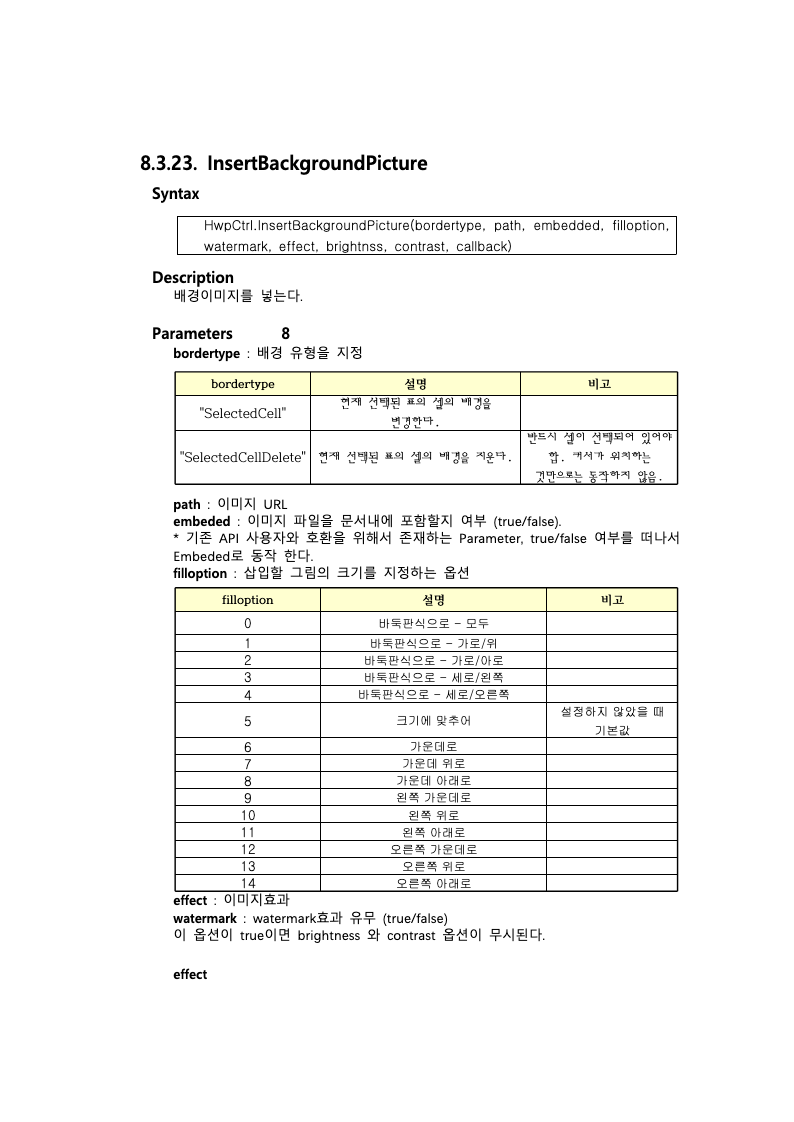 8.3.23. InsertBackgroundPicture
Syntax
HwpCtrl.InsertBackgroundPicture(bordertype, path, embedded, filloption,
watermark, effect, brightnss, contrast, callback)
Description
배경이미지를 넣는다.
Parameters 8
bordertype : 배경 유형을 지정
bordertype 설명 비고
"SelectedCell" 현재 선택된 표의 셀의 배경을
변경한다.
"SelectedCellDelete" 현재 선택된 표의 셀의 배경을 지운다.
반드시 셀이 선택되어 있어야
함. 커서가 위치하는
것만으로는 동작하지 않음.
path : 이미지 URL
embeded : 이미지 파일을 문서내에 포함할지 여부 (true/false).
* 기존 API 사용자와 호환을 위해서 존재하는 Parameter, true/false 여부를 떠나서
Embeded로 동작 한다.
filloption : 삽입할 그림의 크기를 지정하는 옵션
filloption 설명 비고
0 바둑판식으로 - 모두
1 바둑판식으로 - 가로/위
2 바둑판식으로 - 가로/아로
3 바둑판식으로 - 세로/왼쪽
4 바둑판식으로 - 세로/오른쪽
5 크기에 맞추어 설정하지 않았을 때
기본값
6 가운데로
7 가운데 위로
8 가운데 아래로
9 왼쪽 가운데로
10 왼쪽 위로
11 왼쪽 아래로
12 오른쪽 가운데로
13 오른쪽 위로
14 오른쪽 아래로
effect : 이미지효과
watermark : watermark효과 유무 (true/false)
이 옵션이 true이면 brightness 와 contrast 옵션이 무시된다.
effect